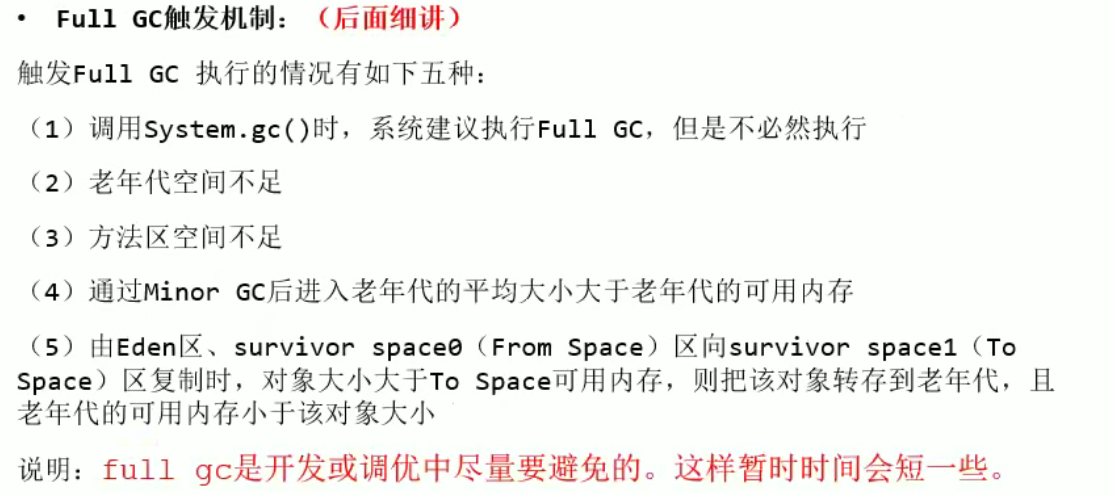 • Full GC触发机制：（后面细讲）
触发Full GC 执行的情况有如下五种：
（1）调用System.gc()时，系统建议执行Full GC，但是不必然执行
（2）老年代空间不足
（3）方法区空间不足
（4）通过Minor GC后进入老年代的平均大小大于老年代的可用内存
（5）由Eden区、survivor space0（From Space）区向survivor space1（To
Space）区复制时，对象大小大于To Space可用内存，则把该对象转存到老年代，且
老年代的可用内存小于该对象大小
说明：full gc是开发或调优中尽量要避免的。这样暂时时间会短一些。